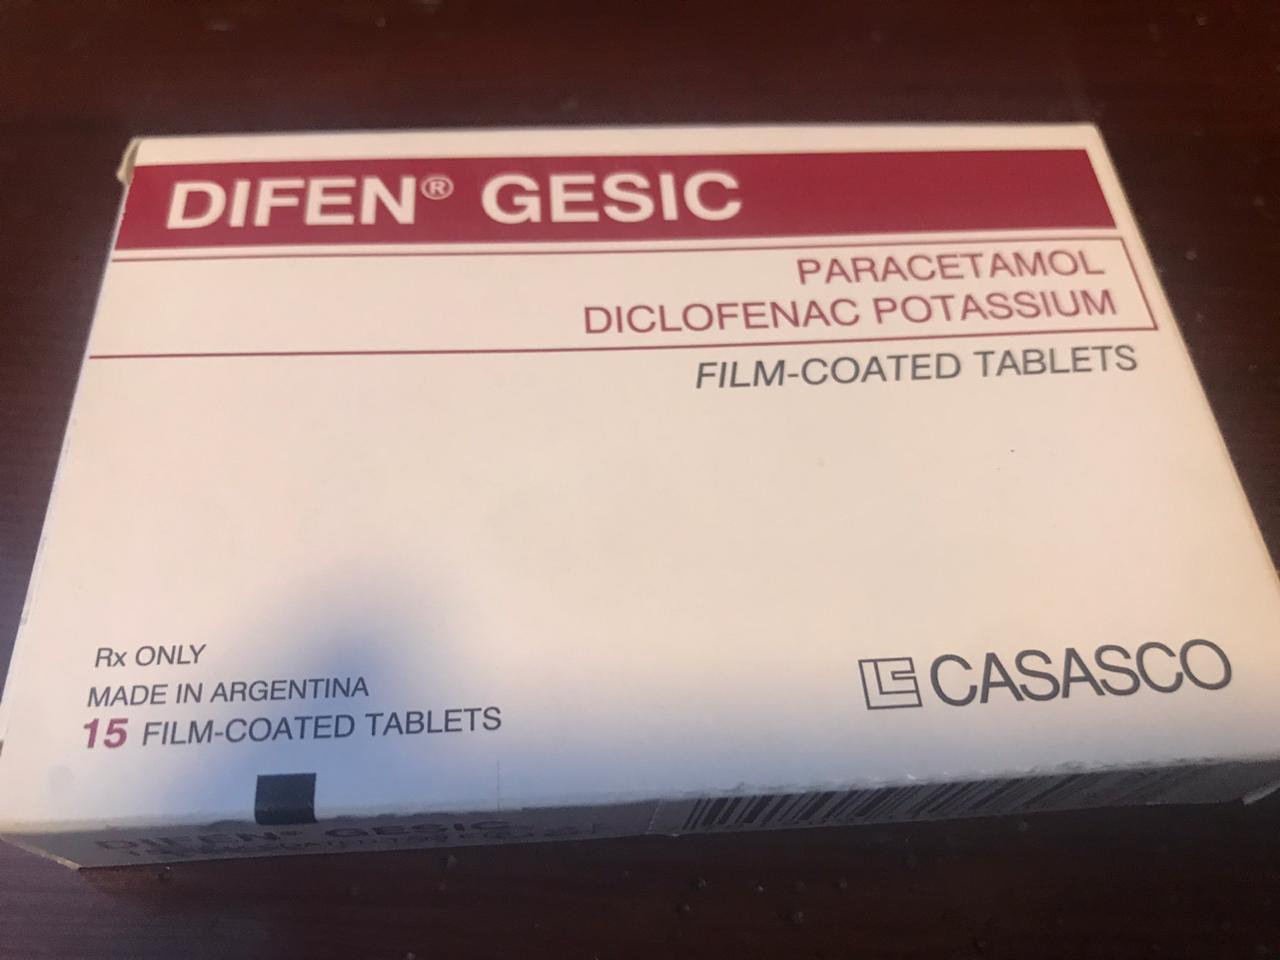 DIFEN® GESIC
PARACETAMOL
DICLOFENAC POTASSIUM
FILM-COATED TABLETS
Rx ONLY
MADE IN ARGENTINA
15 FILM-COATED TABLETS
CASASCO
DIFEN® GESIC